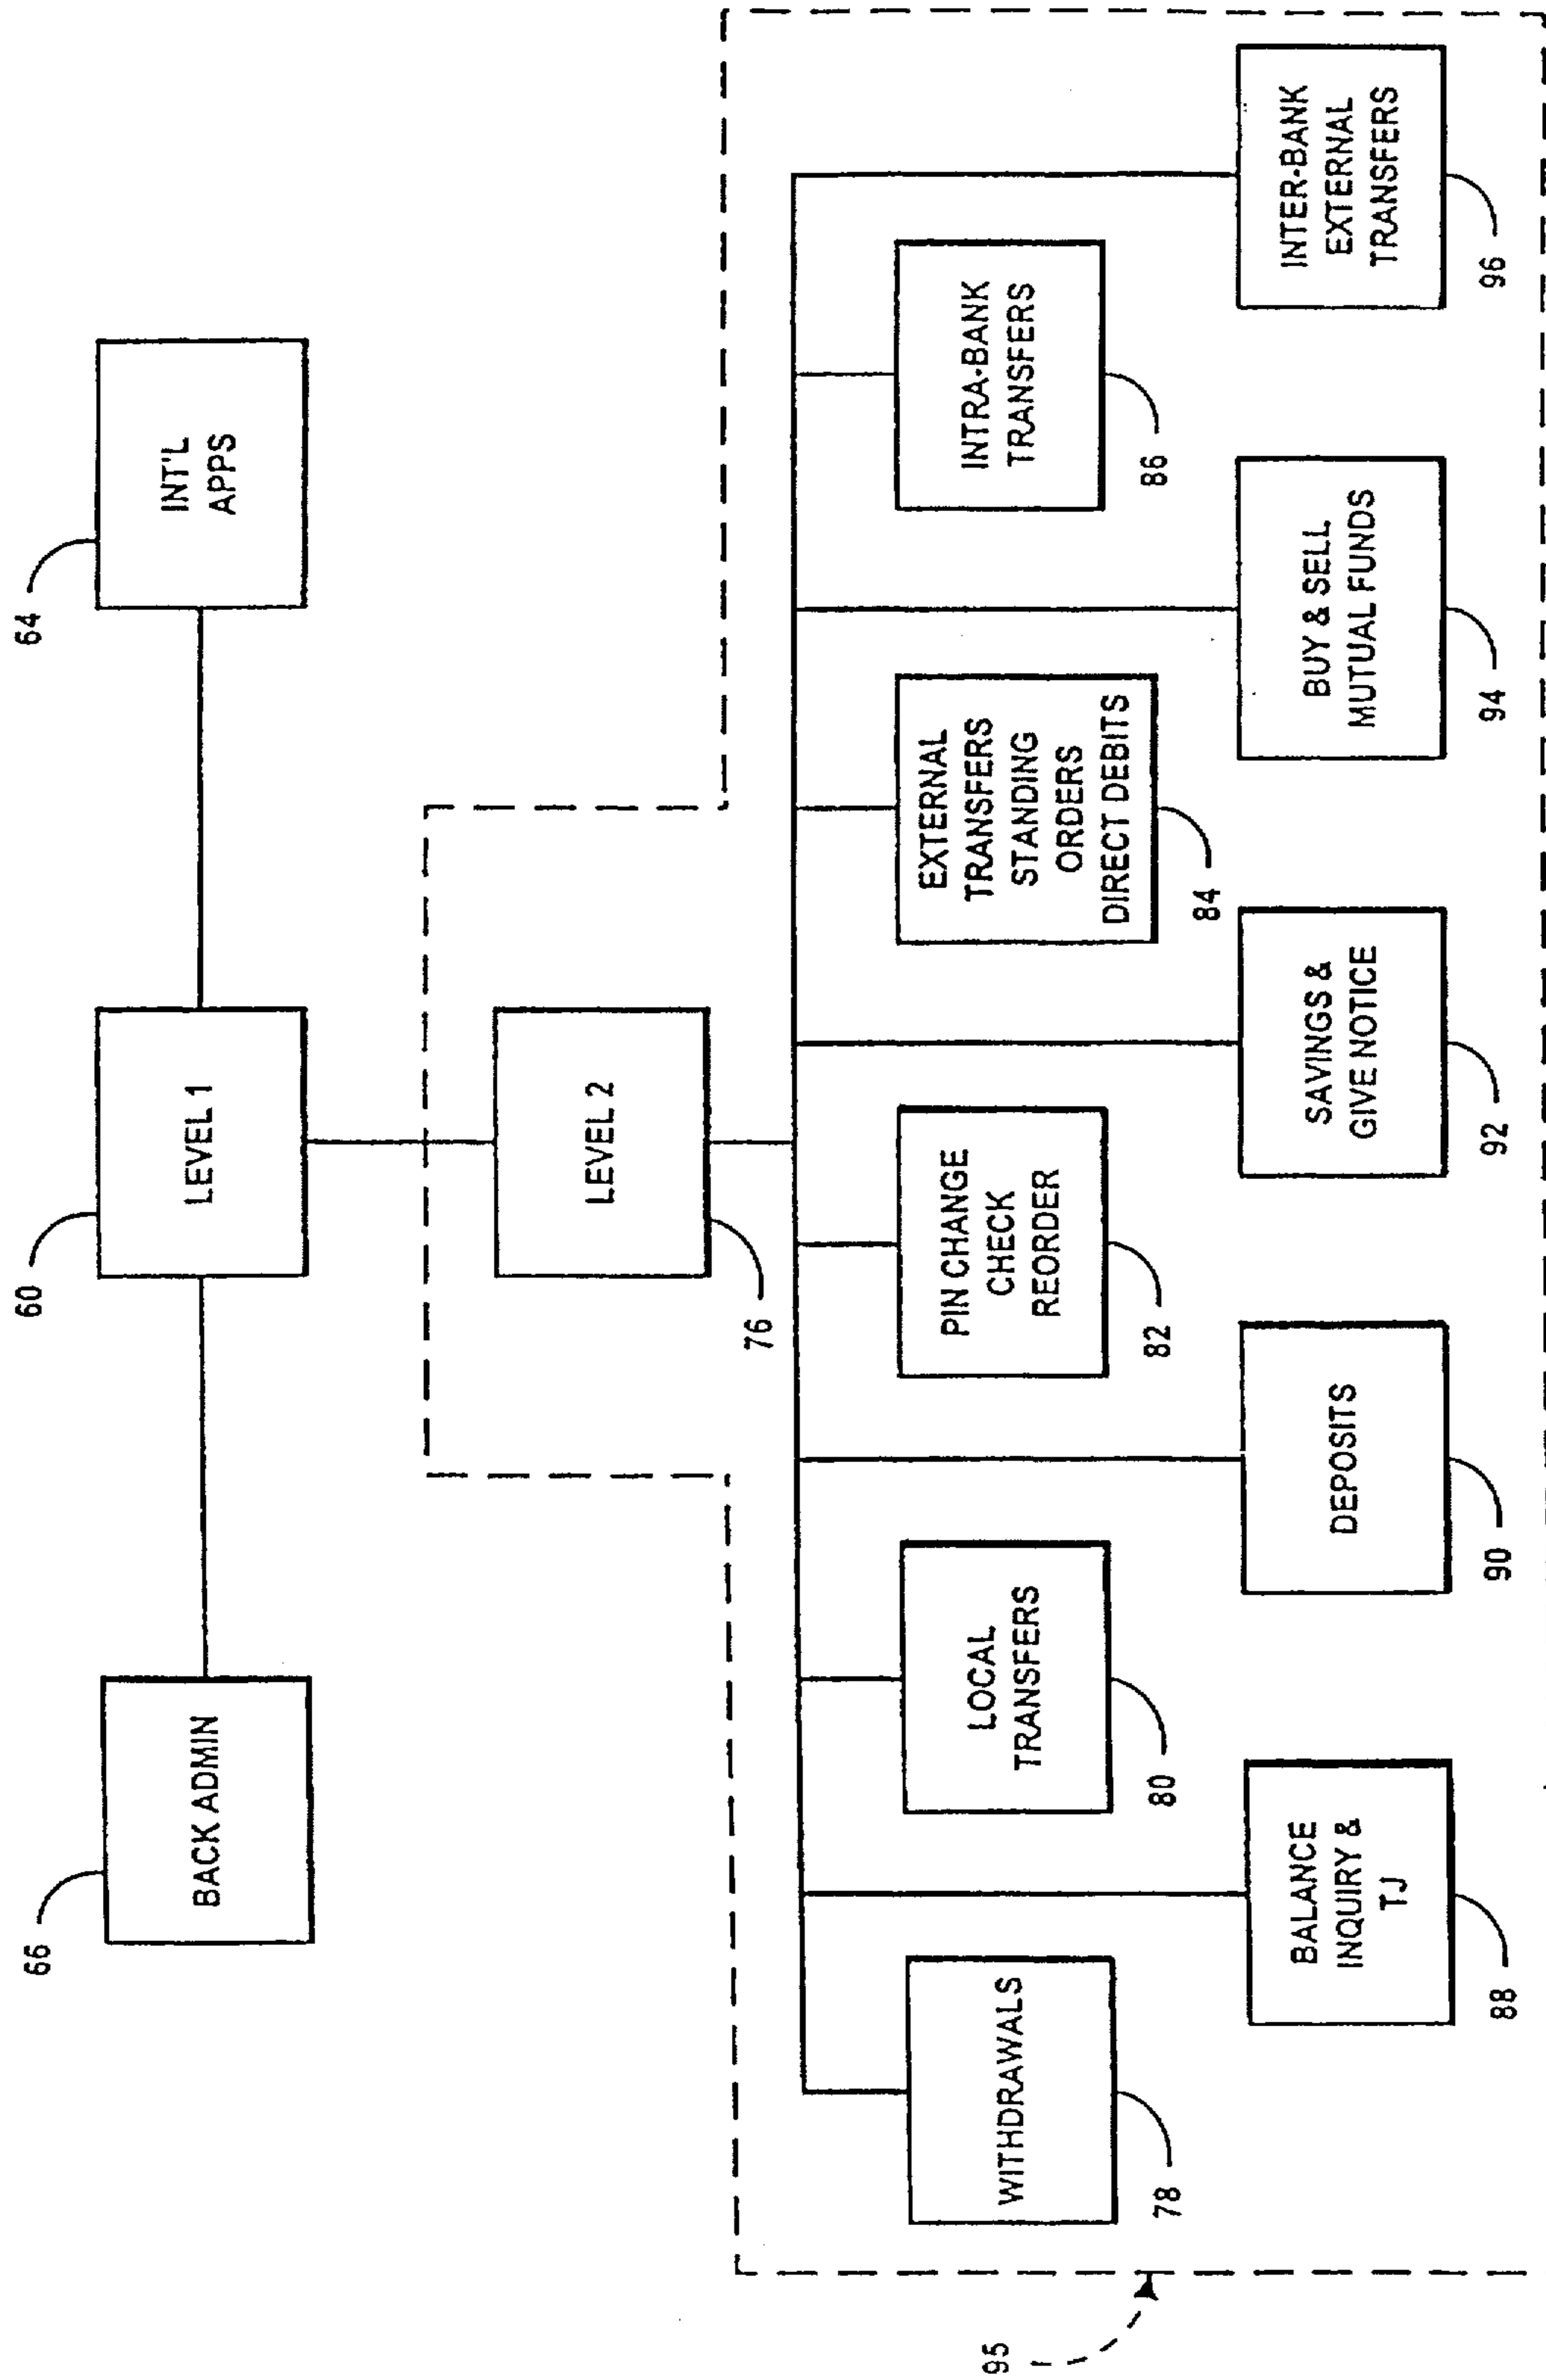 66
BACK ADMIN
60
LEVEL 1
64
INT'L
APPS
LEVEL 2
76
95
WITHDRAWALS
78
LOCAL
TRANSFERS
80
PIN CHANGE
CHECK
REORDER
82
EXTERNAL
TRANSFERS
STANDING
ORDERS
DIRECT DEBITS
84
INTRA-BANK
TRANSFERS
86
BALANCE
INQUIRY &
TJ
88
DEPOSITS
90
SAVINGS &
GIVE NOTICE
92
BUY & SELL
MUTUAL FUNDS
94
INTER-BANK
EXTERNAL
TRANSFERS
96